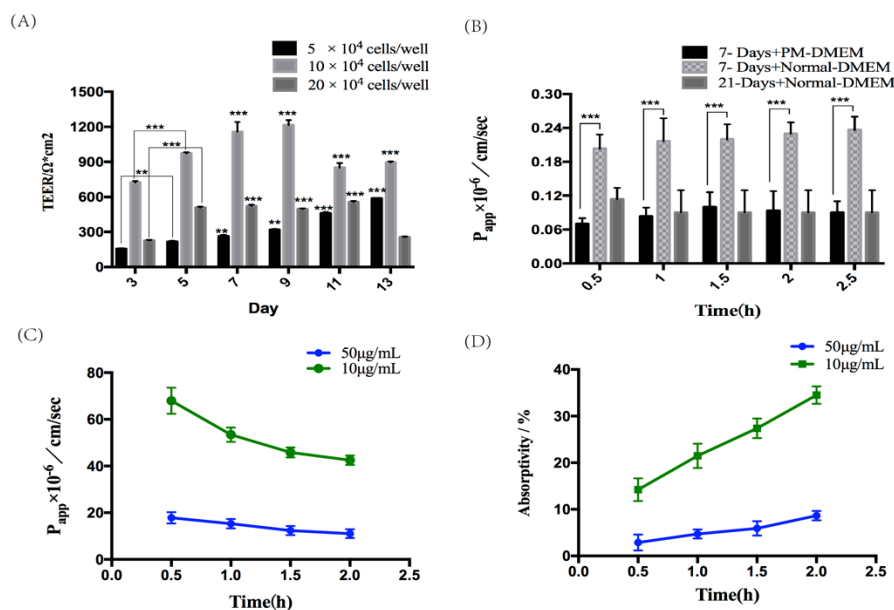 (A)
5 × 10⁴ cells/well
10 × 10⁴ cells/well
20 × 10⁴ cells/well
TEER/Ω*cm2
1500
1200
900
600
300
0
*** *** *** *** *** ***
*** *** *** *** *** ***
** ** ** *** ***
3 5 7 9 11 13
Day
(B)
7- Days+PM-DMEM
7- Days+Normal-DMEM
21-Days+Normal-DMEM
Papp×10⁻⁶／cm/sec
0.30
0.24
0.18
0.12
0.06
0.00
*** *** *** *** ***
0.5 1 1.5 2 2.5
Time(h)
(C)
50μg/mL
10μg/mL
Papp×10⁻⁶／cm/sec
80
60
40
20
0
0.0 0.5 1.0 1.5 2.0 2.5
Time(h)
(D)
50μg/mL
10μg/mL
Absorptivity / %
40
30
20
10
0
0.0 0.5 1.0 1.5 2.0 2.5
Time(h)